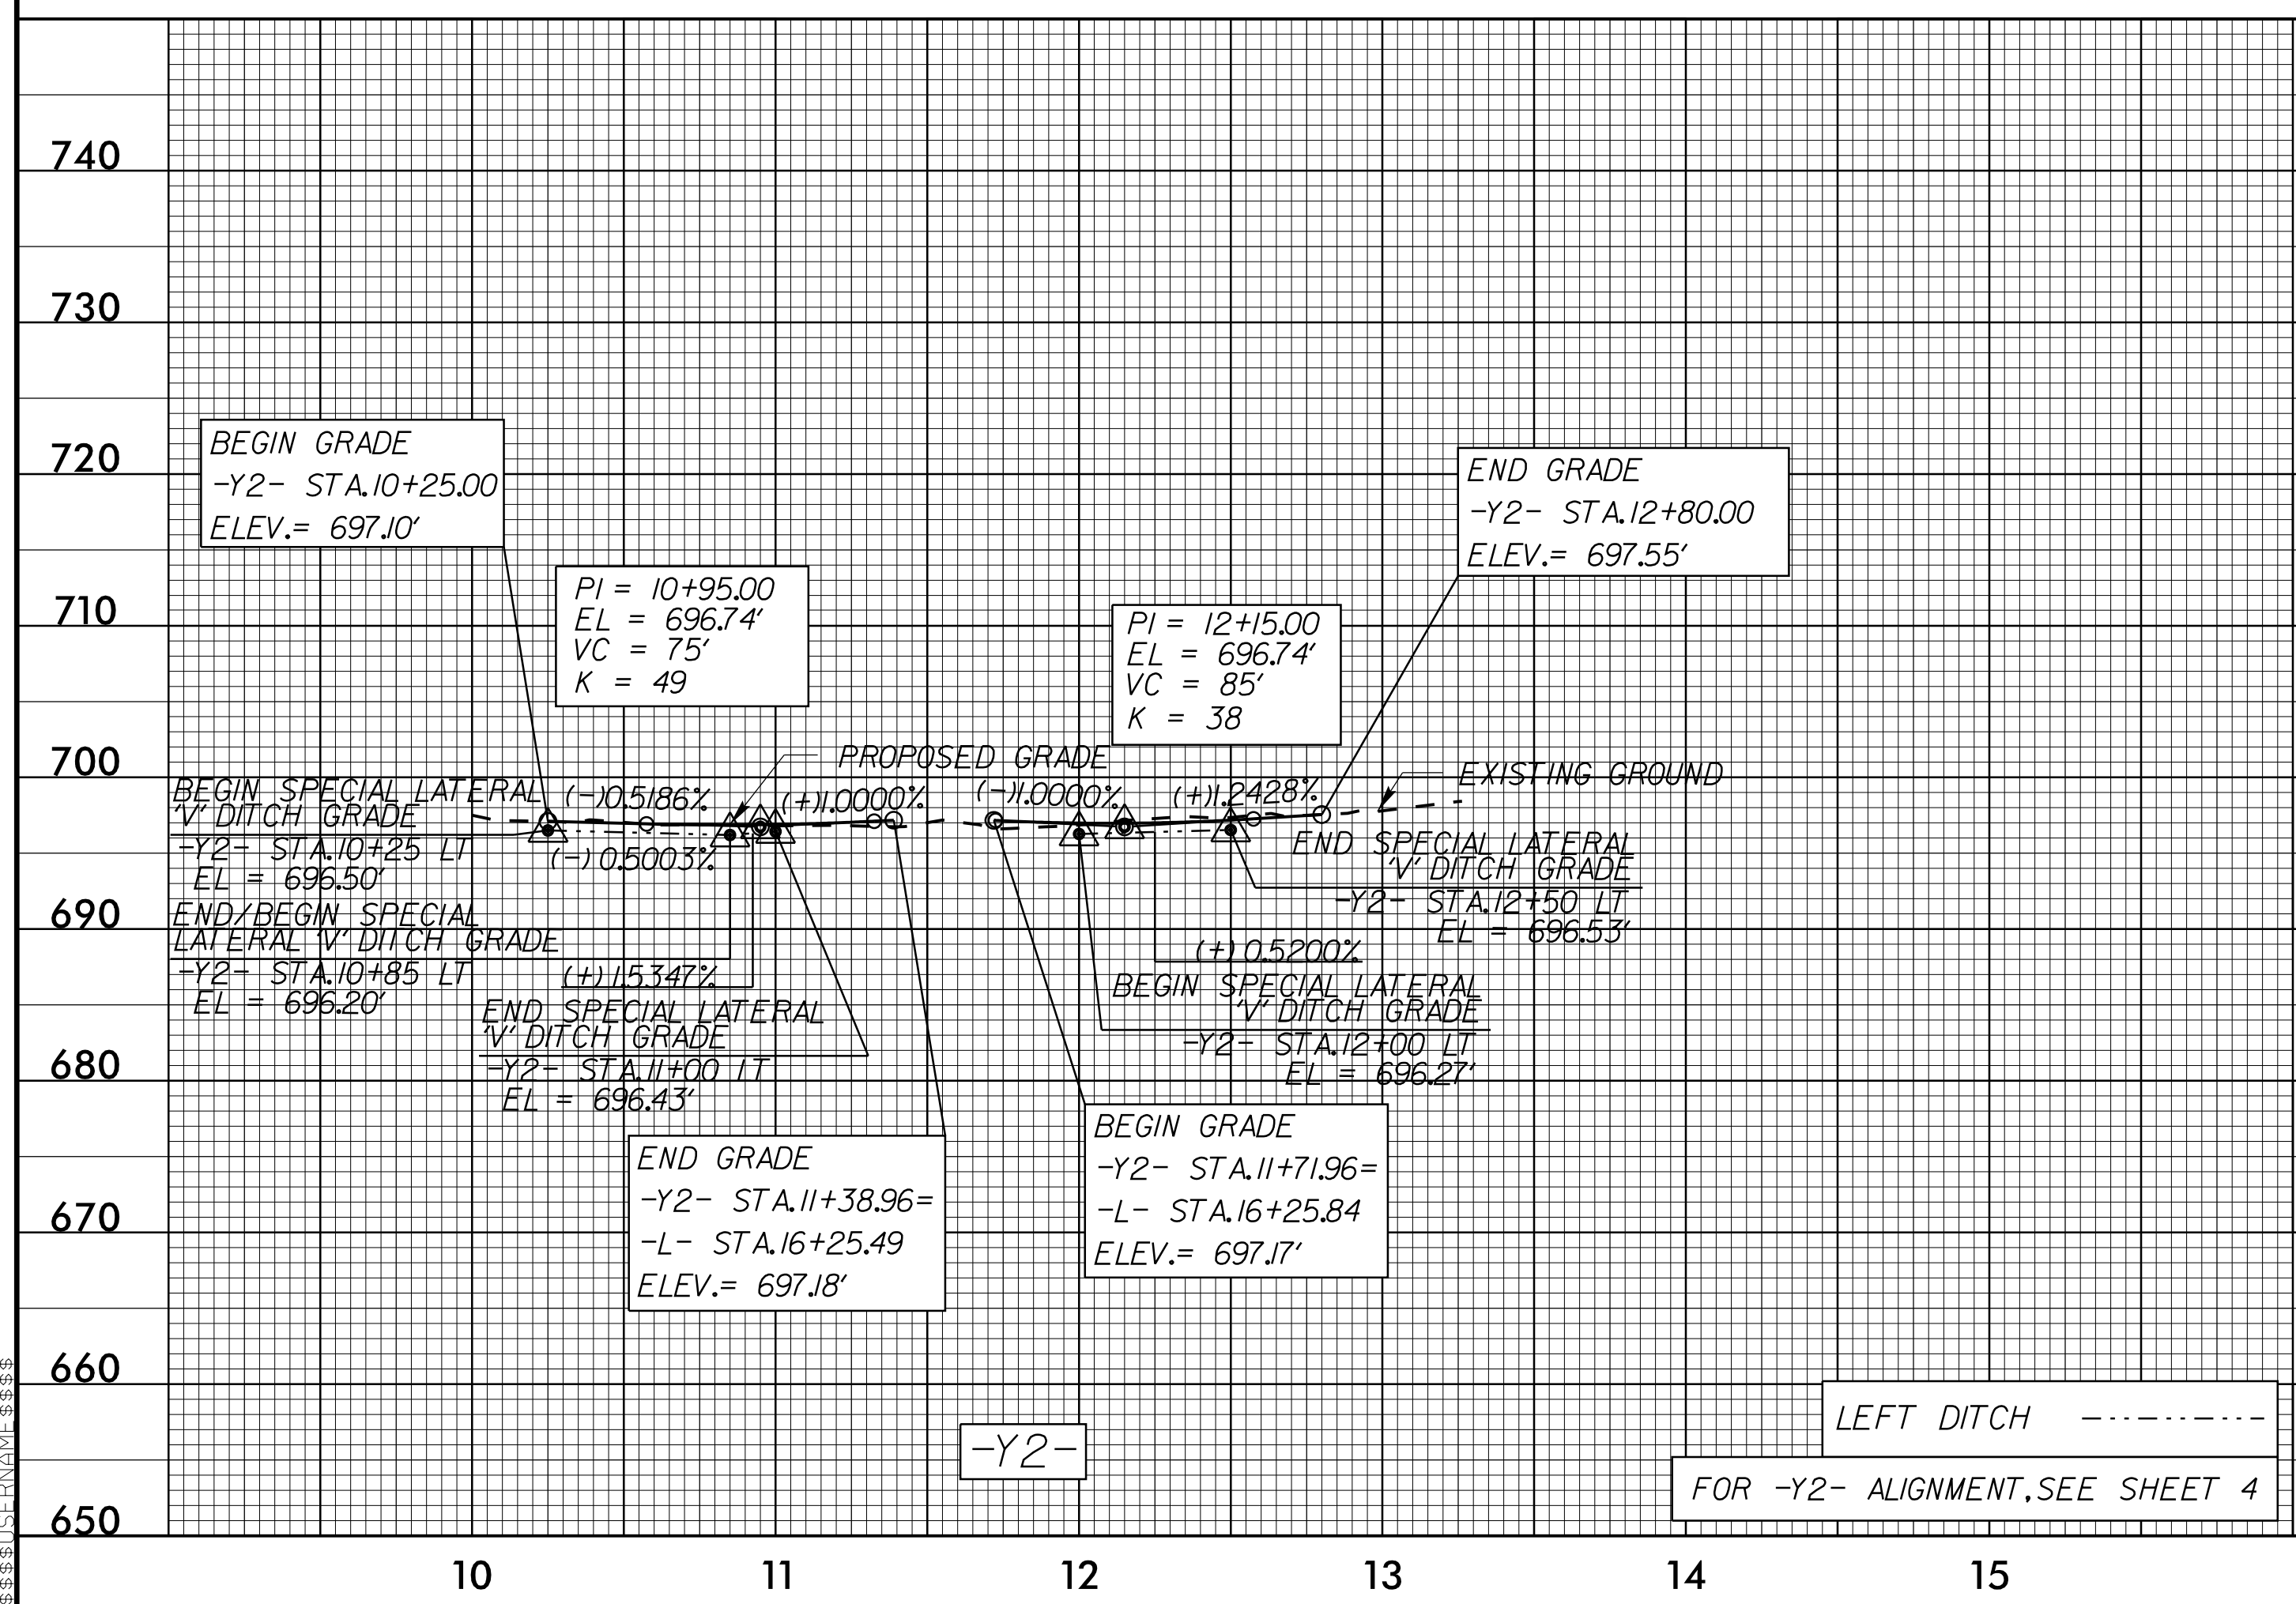 740
730
720
710
700
690
680
670
660
650
BEGIN GRADE
-Y2- STA.10+25.00
ELEV.= 697.10'
PI = 10+95.00
EL = 696.74'
VC = 75'
K = 49
PI = 12+15.00
EL = 696.74'
VC = 85'
K = 38
END GRADE
-Y2- STA.12+80.00
ELEV.= 697.55'
PROPOSED GRADE
EXISTING GROUND
(-)0.5186%
(+)1.0000%
(-)1.0000%
(+)1.2428%
BEGIN SPECIAL LATERAL
'V' DITCH GRADE
-Y2- STA.10+25 LT
EL = 696.50'
(-)0.5003%
END/BEGIN SPECIAL
LATERAL 'V' DITCH GRADE
-Y2- STA.10+85 LT
EL = 696.20'
(+)1.5347%
END SPECIAL LATERAL
'V' DITCH GRADE
-Y2- STA.11+00 LT
EL = 696.43'
END SPECIAL LATERAL
'V' DITCH GRADE
-Y2- STA.12+50 LT
EL = 696.53'
(+)0.5200%
BEGIN SPECIAL LATERAL
'V' DITCH GRADE
-Y2- STA.12+00 LT
EL = 696.27'
END GRADE
-Y2- STA.11+38.96=
-L- STA.16+25.49
ELEV.= 697.18'
BEGIN GRADE
-Y2- STA.11+71.96=
-L- STA.16+25.84
ELEV.= 697.17'
-Y2-
LEFT DITCH
FOR -Y2- ALIGNMENT, SEE SHEET 4
10
11
12
13
14
15
$$$$USERNAME$$$$